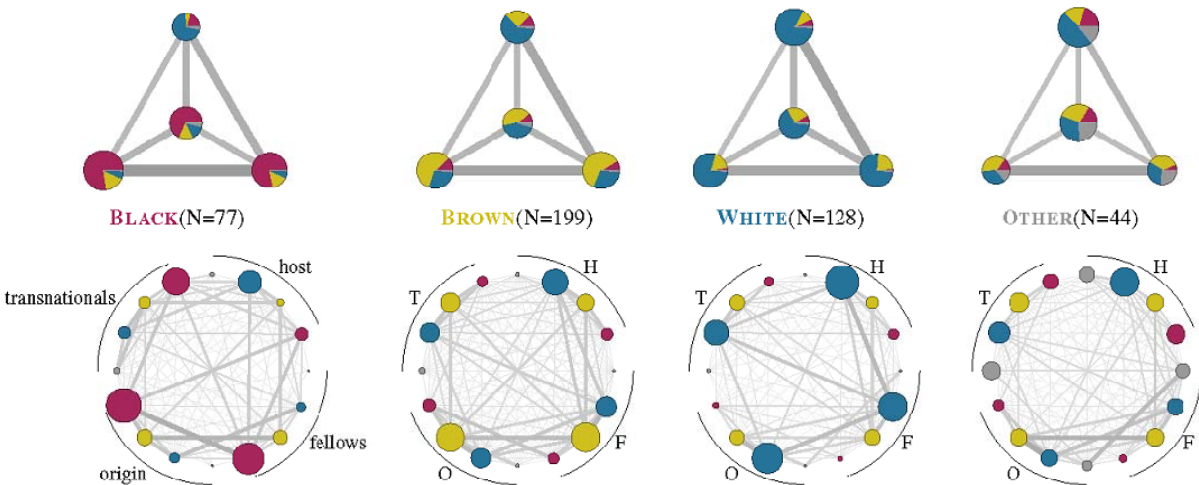 BLACK(N=77)
BROWN(N=199)
WHITE(N=128)
OTHER(N=44)
host
transnationals
fellows
origin
H
T
F
O
H
T
F
O
H
T
F
O